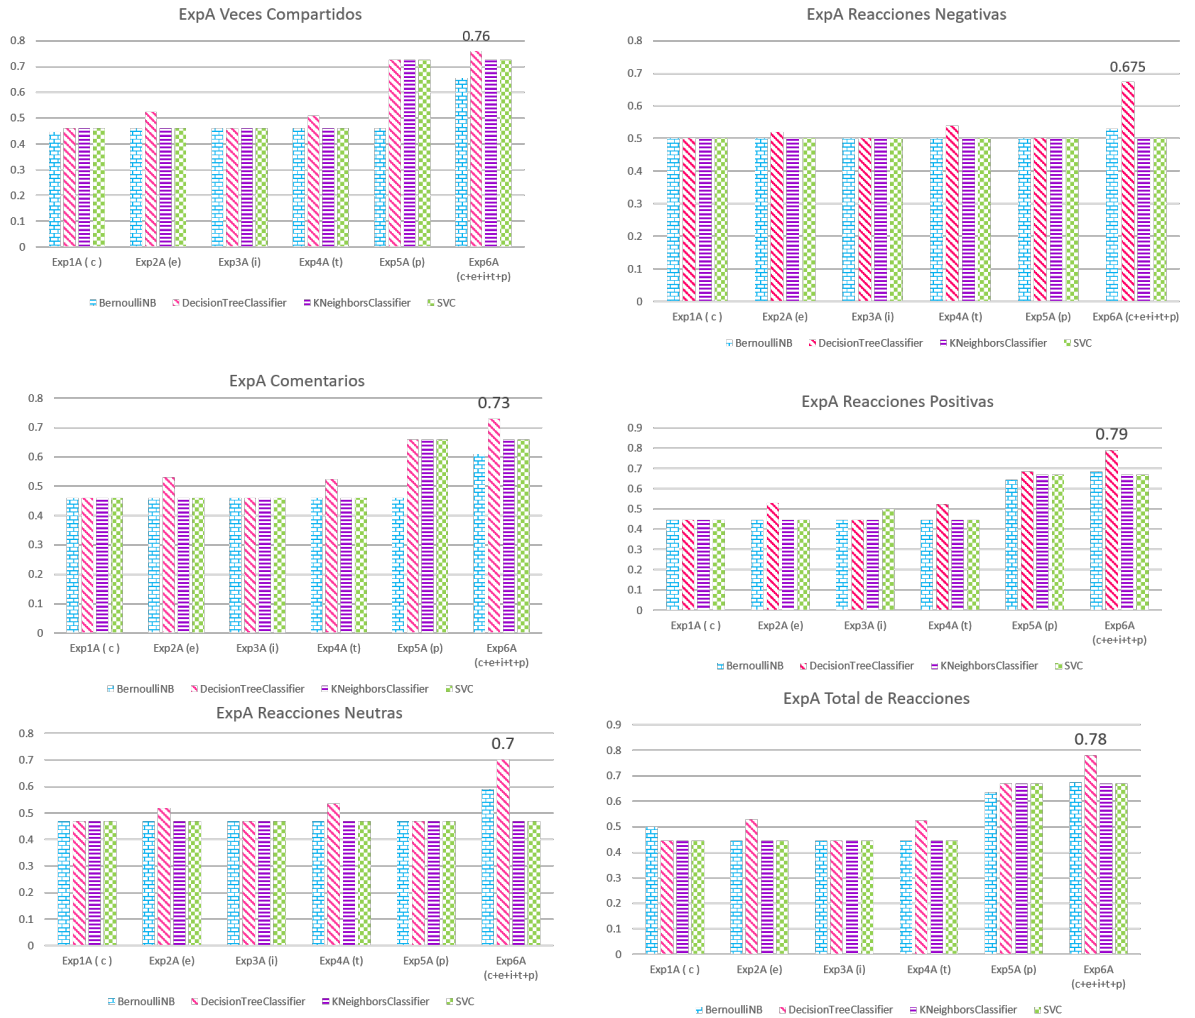 ExpA Veces Compartidos
0.8
0.7
0.6
0.5
0.4
0.3
0.2
0.1
0
0.76
Exp1A ( c )
Exp2A (e)
Exp3A (i)
Exp4A (t)
Exp5A (p)
Exp6A
(c+e+i+t+p)
BernoulliNB DecisionTreeClassifier KNeighborsClassifier SVC
ExpA Reacciones Negativas
0.8
0.7
0.6
0.5
0.4
0.3
0.2
0.1
0
0.675
Exp1A ( c )
Exp2A (e)
Exp3A (i)
Exp4A (t)
Exp5A (p)
Exp6A (c+e+i+t+p)
BernoulliNB DecisionTreeClassifier KNeighborsClassifier SVC
ExpA Comentarios
0.8
0.7
0.6
0.5
0.4
0.3
0.2
0.1
0
0.73
Exp1A ( c )
Exp2A (e)
Exp3A (i)
Exp4A (t)
Exp5A (p)
Exp6A
(c+e+i+t+p)
BernoulliNB DecisionTreeClassifier KNeighborsClassifier SVC
ExpA Reacciones Positivas
0.9
0.8
0.7
0.6
0.5
0.4
0.3
0.2
0.1
0
0.79
Exp1A ( c )
Exp2A (e)
Exp3A (i)
Exp4A (t)
Exp5A (p)
Exp6A
(c+e+i+t+p)
BernoulliNB DecisionTreeClassifier KNeighborsClassifier SVC
ExpA Reacciones Neutras
0.8
0.7
0.6
0.5
0.4
0.3
0.2
0.1
0
0.7
Exp1A ( c )
Exp2A (e)
Exp3A (i)
Exp4A (t)
Exp5A (p)
Exp6A
(c+e+i+t+p)
BernoulliNB DecisionTreeClassifier KNeighborsClassifier SVC
ExpA Total de Reacciones
0.9
0.8
0.7
0.6
0.5
0.4
0.3
0.2
0.1
0
0.78
Exp1A ( c )
Exp2A (e)
Exp3A (i)
Exp4A (t)
Exp5A (p)
Exp6A
(c+e+i+t+p)
BernoulliNB DecisionTreeClassifier KNeighborsClassifier SVC